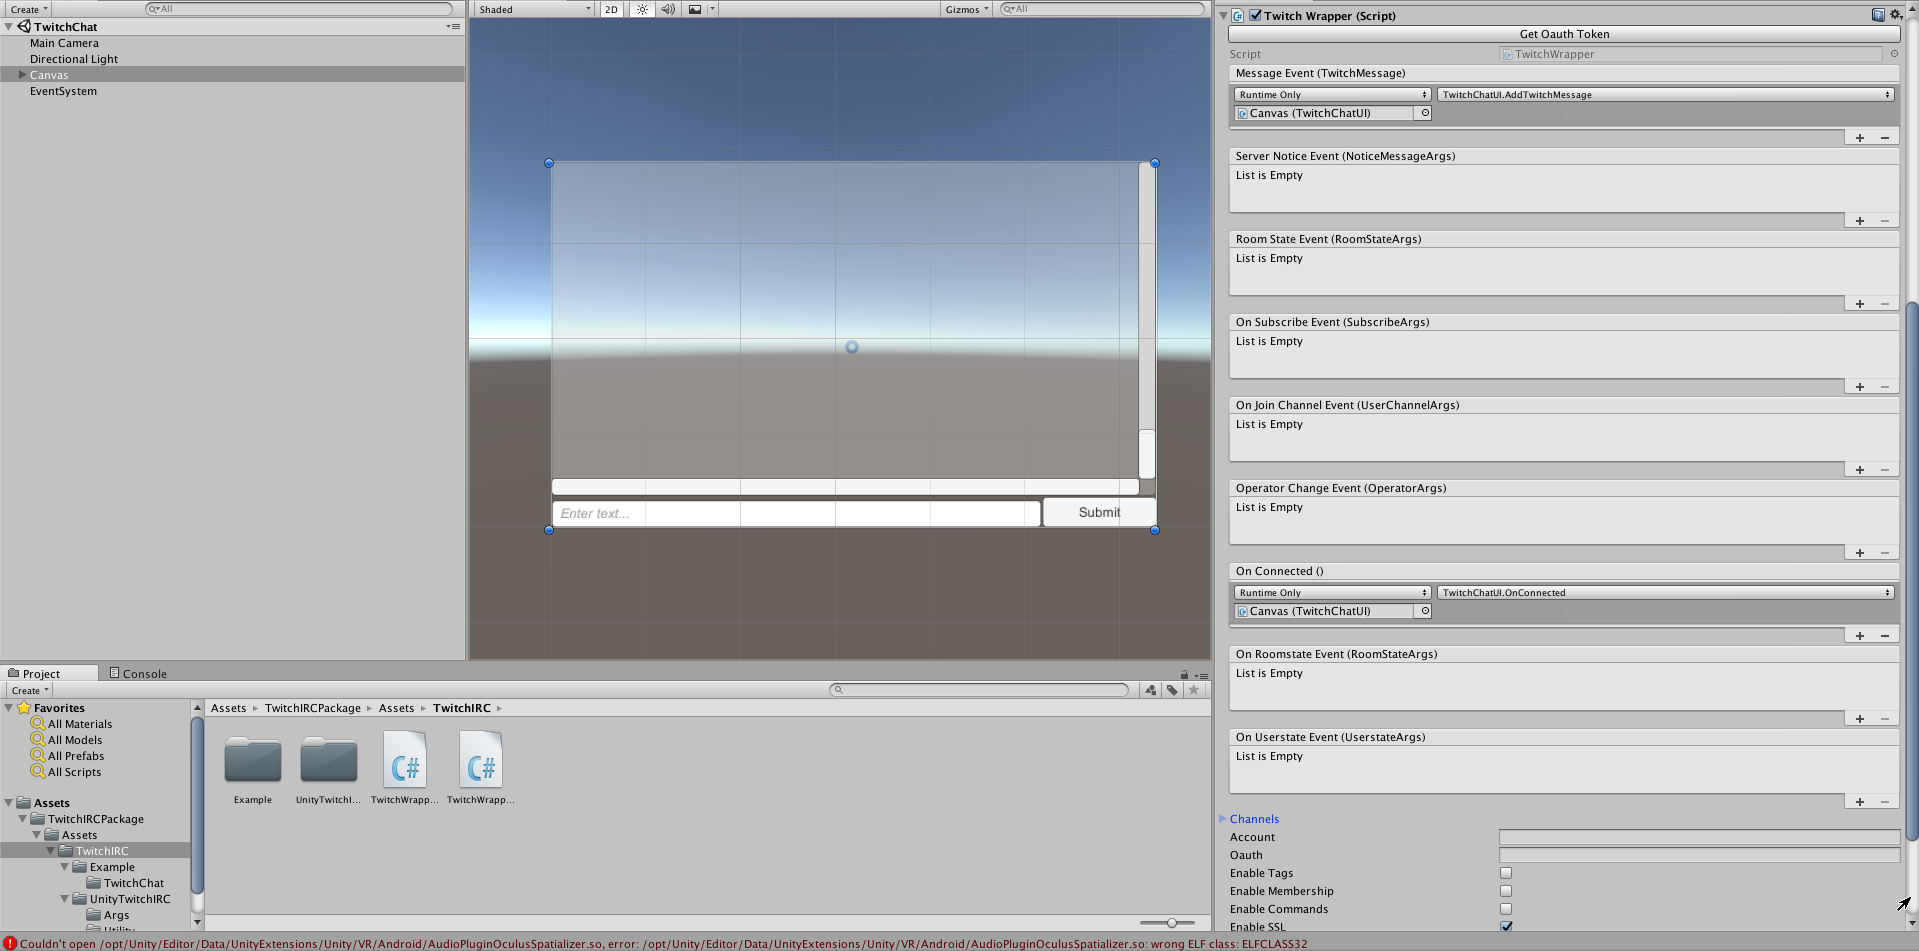 Create
All
TwitchChat
Main Camera
Directional Light
Canvas
EventSystem
Shaded
2D
Gizmos
All
Enter text...
Submit
Twitch Wrapper (Script)
Get Oauth Token
Script TwitchWrapper
Message Event (TwitchMessage)
Runtime Only TwitchChatUI.AddTwitchMessage
Canvas (TwitchChatUI)
+ −
Server Notice Event (NoticeMessageArgs)
List is Empty
+ −
Room State Event (RoomStateArgs)
List is Empty
+ −
On Subscribe Event (SubscribeArgs)
List is Empty
+ −
On Join Channel Event (UserChannelArgs)
List is Empty
+ −
Operator Change Event (OperatorArgs)
List is Empty
+ −
On Connected ()
Runtime Only TwitchChatUI.OnConnected
Canvas (TwitchChatUI)
+ −
On Roomstate Event (RoomStateArgs)
List is Empty
+ −
On Userstate Event (UserstateArgs)
List is Empty
+ −
Channels
Account
Oauth
Enable Tags
Enable Membership
Enable Commands
Enable SSL
Project
Console
Create
Favorites
All Materials
All Models
All Prefabs
All Scripts
Assets
TwitchIRCPackage
Assets
TwitchIRC
Example
TwitchChat
UnityTwitchIRC
Args
Utility
Assets TwitchIRCPackage Assets TwitchIRC
C# C#
Example UnityTwitchI... TwitchWrapp... TwitchWrapp...
Couldn't open /opt/Unity/Editor/Data/UnityExtensions/Unity/VR/Android/AudioPluginOculusSpatializer.so, error: /opt/Unity/Editor/Data/UnityExtensions/Unity/VR/Android/AudioPluginOculusSpatializer.so: wrong ELF class: ELFCLASS32